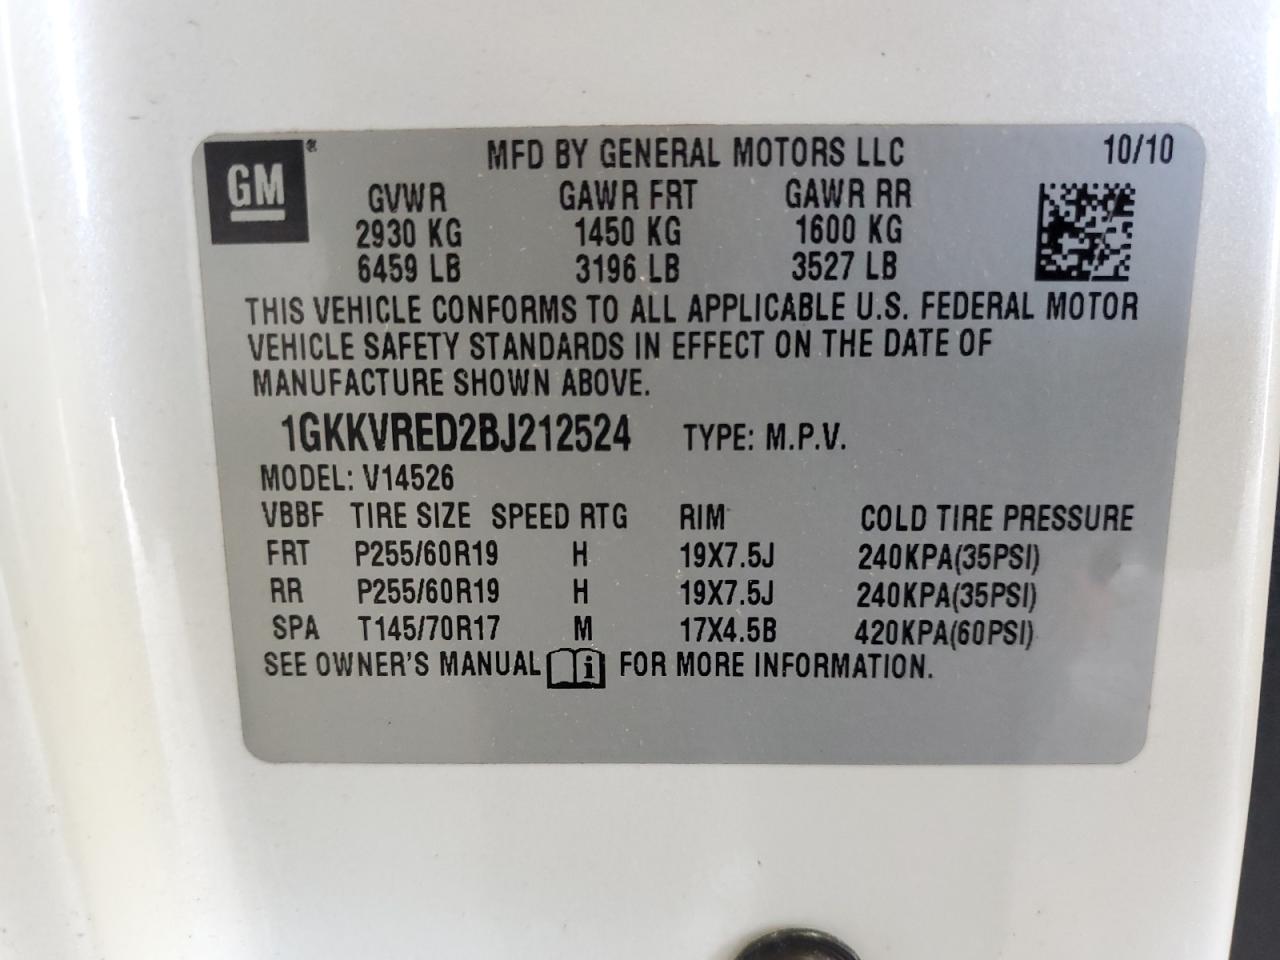 GM
MFD BY GENERAL MOTORS LLC 10/10
GVWR GAWR FRT GAWR RR
2930 KG 1450 KG 1600 KG
6459 LB 3196 LB 3527 LB
THIS VEHICLE CONFORMS TO ALL APPLICABLE U.S. FEDERAL MOTOR
VEHICLE SAFETY STANDARDS IN EFFECT ON THE DATE OF
MANUFACTURE SHOWN ABOVE.
1GKKVRED2BJ212524 TYPE: M.P.V.
MODEL: V14526
VBBF TIRE SIZE SPEED RTG RIM COLD TIRE PRESSURE
FRT P255/60R19 H 19X7.5J 240KPA(35PSI)
RR P255/60R19 H 19X7.5J 240KPA(35PSI)
SPA T145/70R17 M 17X4.5B 420KPA(60PSI)
SEE OWNER'S MANUAL i FOR MORE INFORMATION.